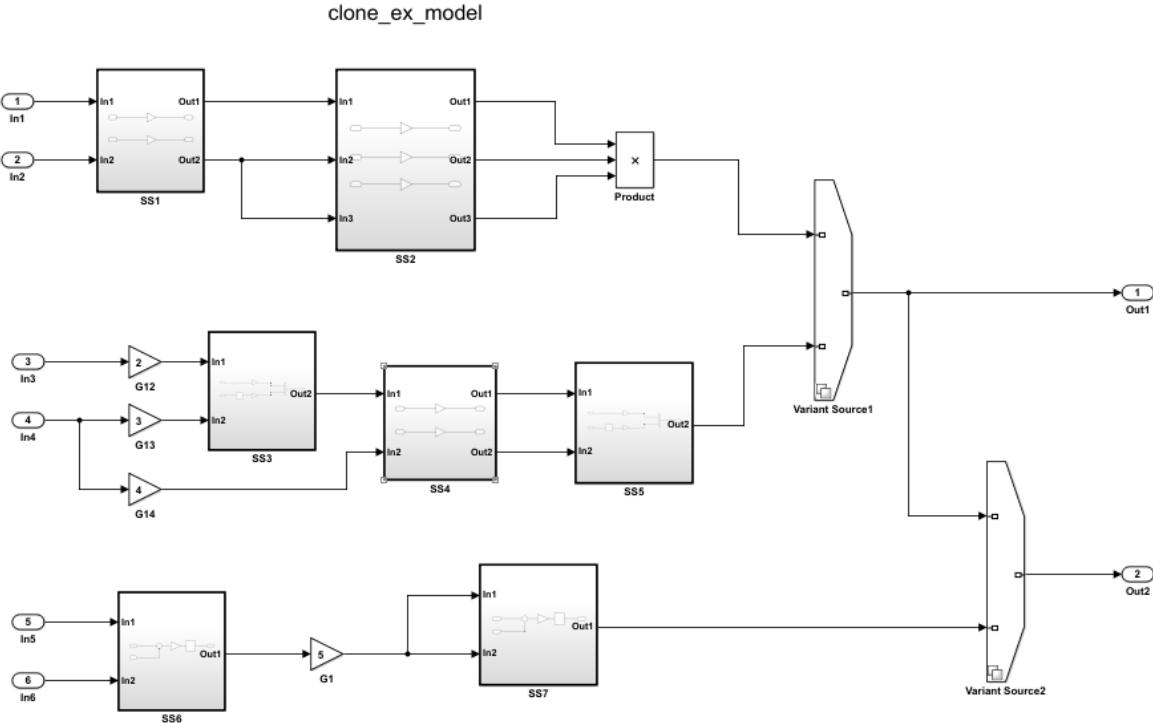 clone_ex_model
1
In1
2
In2
In1
In2
Out1
Out2
SS1
In1
In2
In3
Out1
Out2
Out3
SS2
×
Product
Variant Source1
1
Out1
3
In3
4
In4
2
G12
3
G13
4
G14
In1
In2
Out2
SS3
In1
In2
Out1
Out2
SS4
In1
In2
Out2
SS5
5
In5
6
In6
In1
In2
Out1
SS6
5
G1
In1
In2
Out1
SS7
Variant Source2
2
Out2